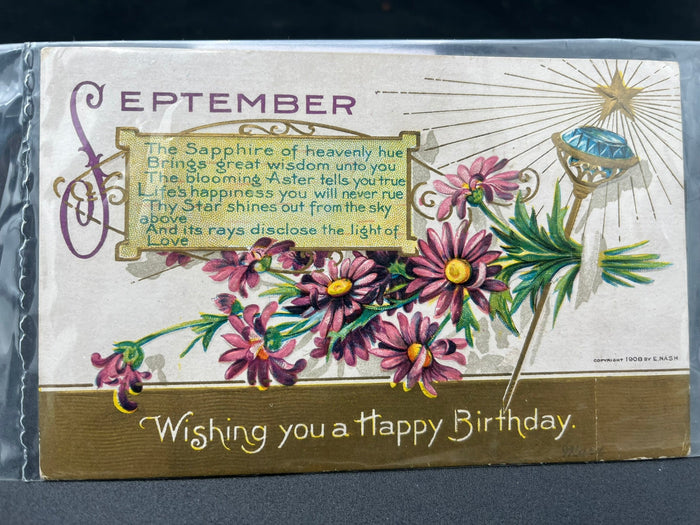 SEPTEMBER
The Sapphire of heavenly hue
Brings great wisdom unto you
The blooming Aster tells you true
Life's happiness you will never rue
Thy Star shines out from the sky
above
And its rays disclose the light of
Love
COPYRIGHT 1908 BY E. NASH
Wishing you a Happy Birthday.